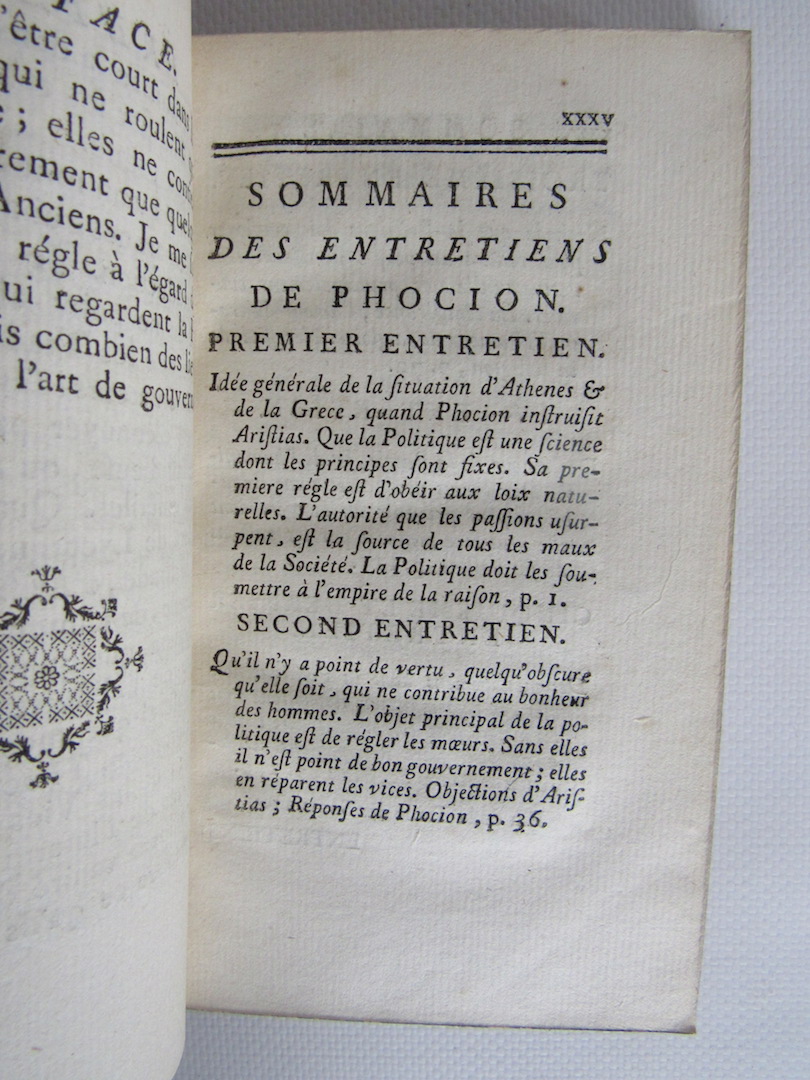 FACE.
'être court dans
qui ne roulent
; elles ne
rement que
Anciens. Je me
régle à l'égard
ui regardent la
is combien des
l'art de
xxxv
SOMMAIRES
DES ENTRETIENS
DE PHOCION.
PREMIER ENTRETIEN.
Idée générale de la ſituation d'Athenes &
de la Grece, quand Phocion inſtruiſit
Ariſtias. Que la Politique eſt une ſcience
dont les principes ſont fixes. Sa pre-
miere régle eſt d'obéir aux loix natu-
relles. L'autorité que les paſſions uſur-
pent, eſt la ſource de tous les maux
de la Société. La Politique doit les ſou-
mettre à l'empire de la raiſon, p. 1.
SECOND ENTRETIEN.
Qu'il n'y a point de vertu, quelqu'obſcure
qu'elle ſoit, qui ne contribue au bonheur
des hommes. L'objet principal de la po-
litique eſt de régler les mœurs. Sans elles
il n'eſt point de bon gouvernement; elles
en réparent les vices. Objections d'Ariſ-
tias; Réponſes de Phocion, p. 36.